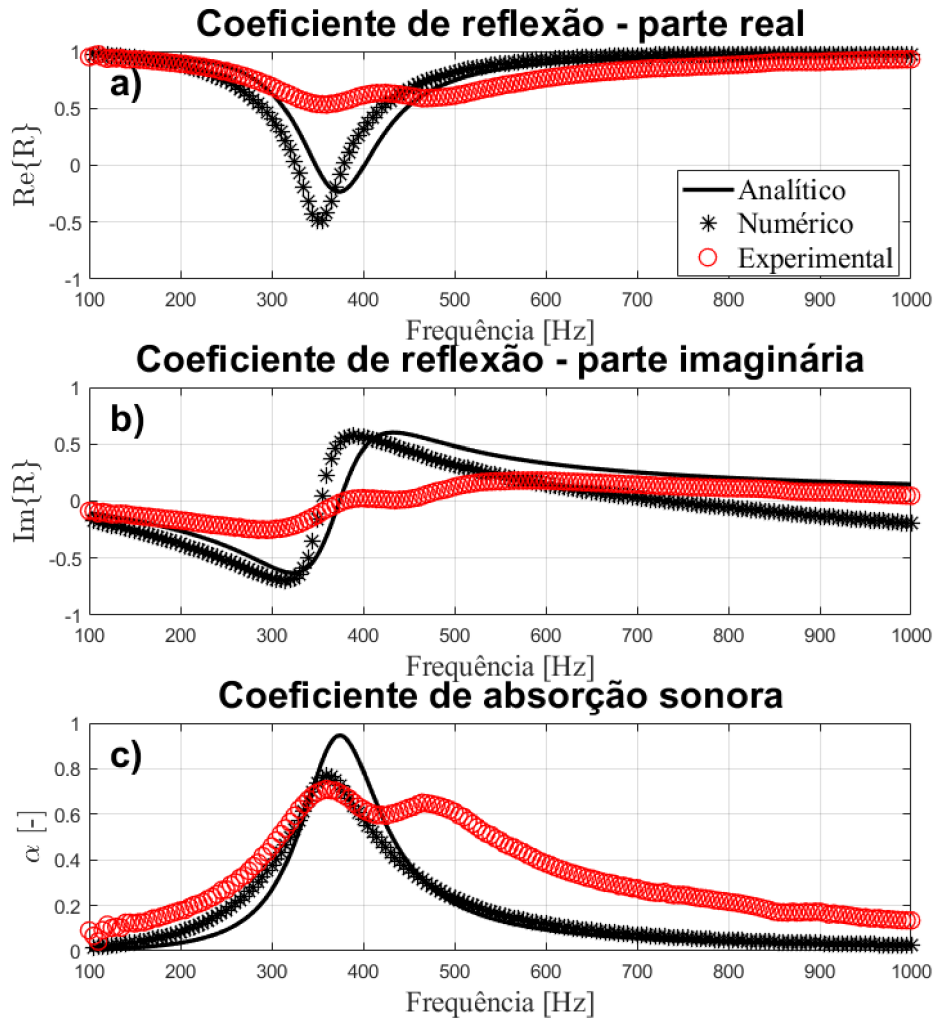 Coeficiente de reflexão - parte real
1
0.5
0
-0.5
-1
Re{R}
a)
Analítico
Numérico
Experimental
100 200 300 400 500 600 700 800 900 1000
Frequência [Hz]
Coeficiente de reflexão - parte imaginária
1
0.5
0
-0.5
-1
Im{R}
b)
100 200 300 400 500 600 700 800 900 1000
Frequência [Hz]
Coeficiente de absorção sonora
1
0.8
0.6
0.4
0.2
0
α [-]
c)
100 200 300 400 500 600 700 800 900 1000
Frequência [Hz]